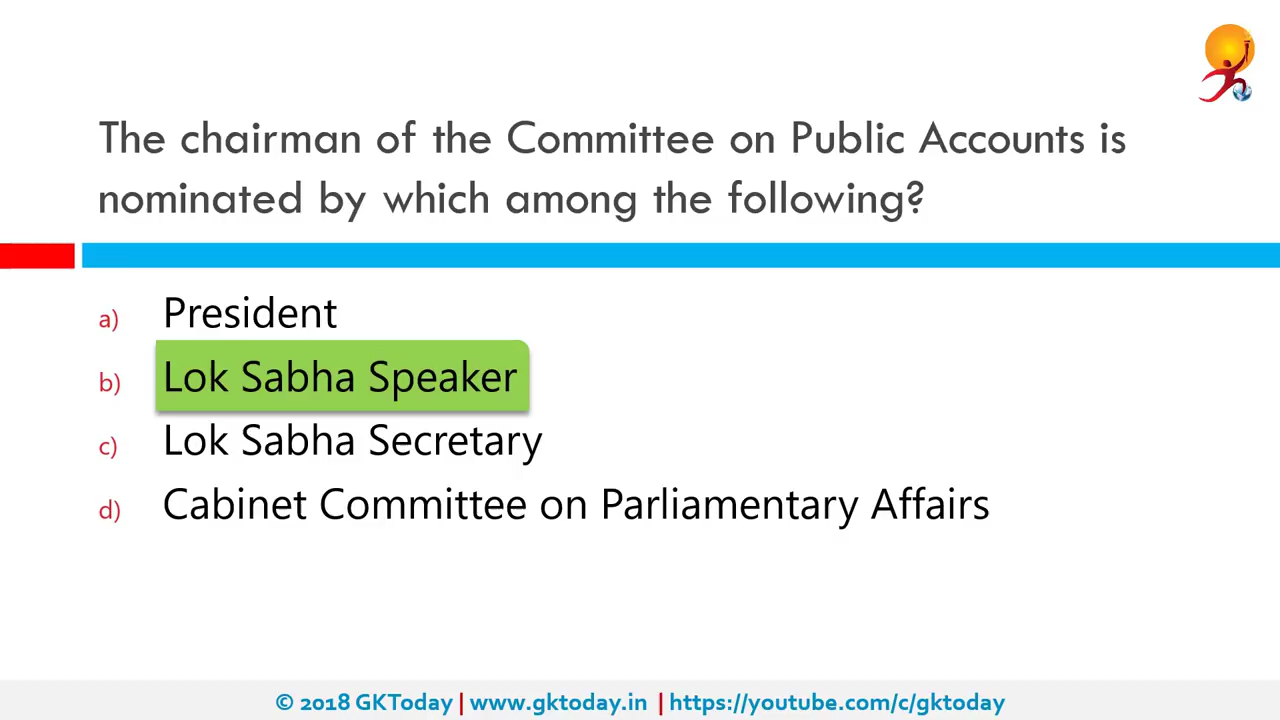 The chairman of the Committee on Public Accounts is
nominated by which among the following?
a) President
b) Lok Sabha Speaker
c) Lok Sabha Secretary
d) Cabinet Committee on Parliamentary Affairs
© 2018 GKToday | www.gktoday.in | https://youtube.com/c/gktoday